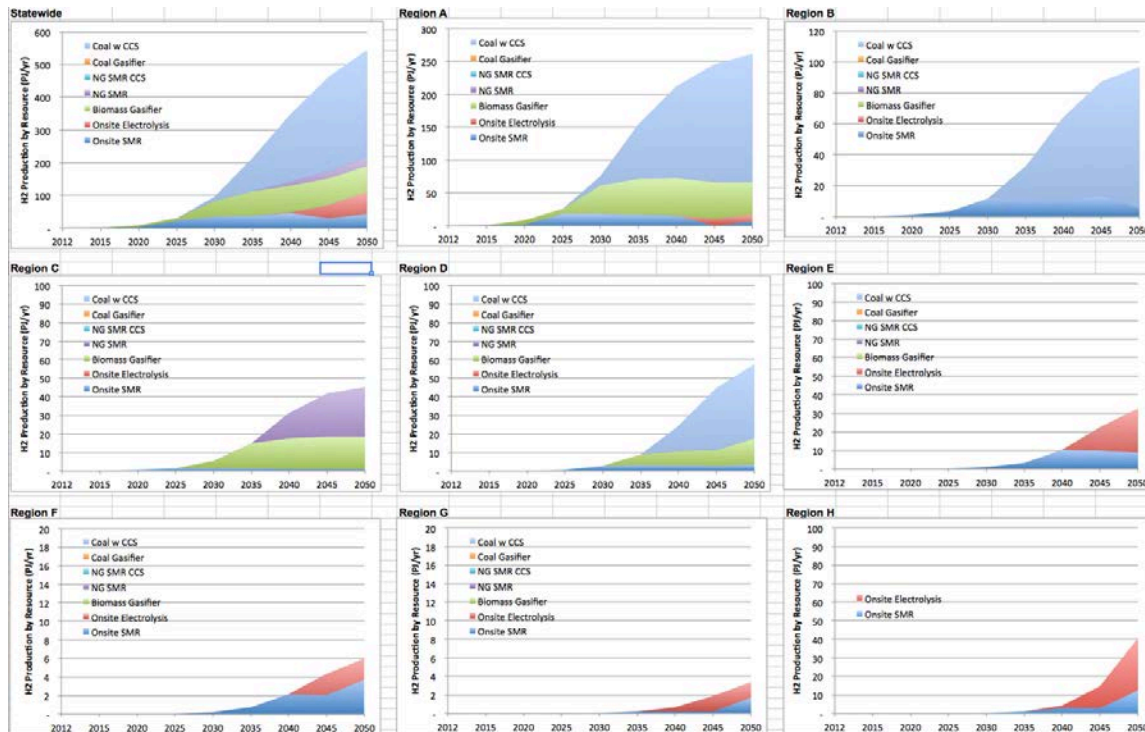 Statewide
H2 Production by Resource (PJ/yr)
600
500
400
300
200
100
-
Coal w CCS
Coal Gasifier
NG SMR CCS
NG SMR
Biomass Gasifier
Onsite Electrolysis
Onsite SMR
2012 2015 2020 2025 2030 2035 2040 2045 2050
Region A
H2 Production by Resource (PJ/yr)
300
250
200
150
100
50
-
Coal w CCS
Coal Gasifier
NG SMR CCS
NG SMR
Biomass Gasifier
Onsite Electrolysis
Onsite SMR
2012 2015 2020 2025 2030 2035 2040 2045 2050
Region B
H2 Production by Resource (PJ/yr)
120
100
80
60
40
20
-
Coal w CCS
Coal Gasifier
NG SMR CCS
NG SMR
Biomass Gasifier
Onsite Electrolysis
Onsite SMR
2012 2015 2020 2025 2030 2035 2040 2045 2050
Region C
H2 Production by Resource (PJ/yr)
100
90
80
70
60
50
40
30
20
10
-
Coal w CCS
Coal Gasifier
NG SMR CCS
NG SMR
Biomass Gasifier
Onsite Electrolysis
Onsite SMR
2012 2015 2020 2025 2030 2035 2040 2045 2050
Region D
H2 Production by Resource (PJ/yr)
100
90
80
70
60
50
40
30
20
10
-
Coal w CCS
Coal Gasifier
NG SMR CCS
NG SMR
Biomass Gasifier
Onsite Electrolysis
Onsite SMR
2012 2015 2020 2025 2030 2035 2040 2045 2050
Region E
H2 Production by Resource (PJ/yr)
100
90
80
70
60
50
40
30
20
10
-
Coal w CCS
Coal Gasifier
NG SMR CCS
NG SMR
Biomass Gasifier
Onsite Electrolysis
Onsite SMR
2012 2015 2020 2025 2030 2035 2040 2045 2050
Region F
H2 Production by Resource (PJ/yr)
20
18
16
14
12
10
8
6
4
2
-
Coal w CCS
Coal Gasifier
NG SMR CCS
NG SMR
Biomass Gasifier
Onsite Electrolysis
Onsite SMR
2012 2015 2020 2025 2030 2035 2040 2045 2050
Region G
H2 Production by Resource (PJ/yr)
20
18
16
14
12
10
8
6
4
2
-
Coal w CCS
Coal Gasifier
NG SMR CCS
NG SMR
Biomass Gasifier
Onsite Electrolysis
Onsite SMR
2012 2015 2020 2025 2030 2035 2040 2045 2050
Region H
H2 Production by Resource (PJ/yr)
100
90
80
70
60
50
40
30
20
10
-
Onsite Electrolysis
Onsite SMR
2012 2015 2020 2025 2030 2035 2040 2045 2050